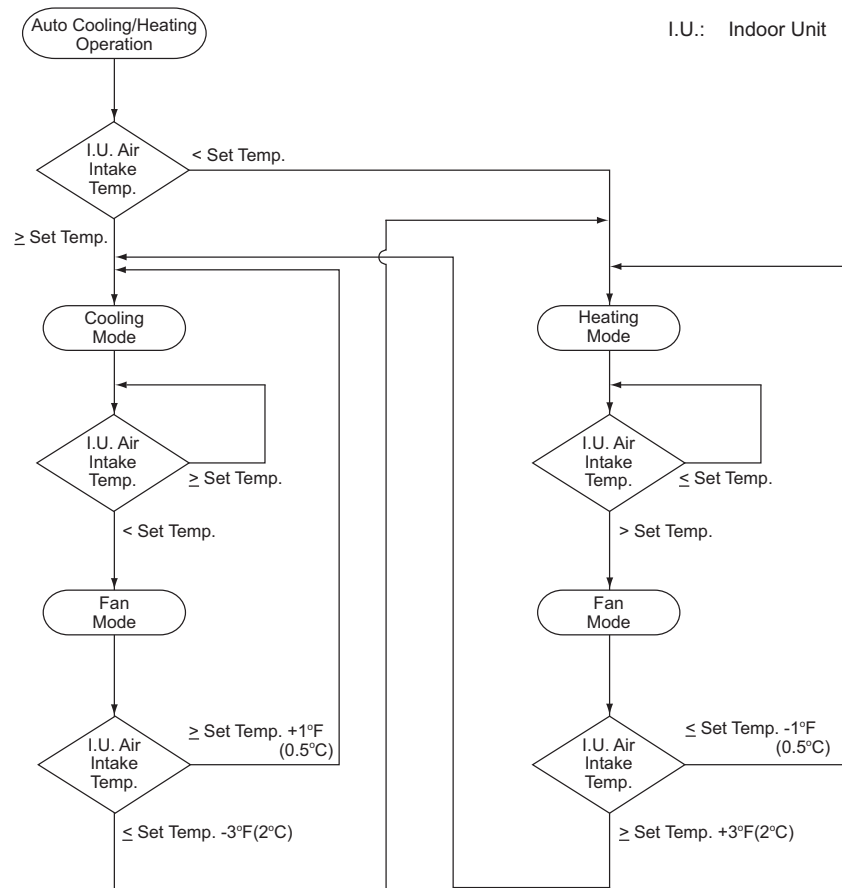 Auto Cooling/Heating
Operation
I.U.: Indoor Unit
I.U. Air
Intake
Temp.
< Set Temp.
≥ Set Temp.
Cooling
Mode
Heating
Mode
I.U. Air
Intake
Temp.
≥ Set Temp.
< Set Temp.
I.U. Air
Intake
Temp.
≤ Set Temp.
> Set Temp.
Fan
Mode
Fan
Mode
I.U. Air
Intake
Temp.
≥ Set Temp. +1°F
(0.5°C)
≤ Set Temp. -3°F(2°C)
I.U. Air
Intake
Temp.
≤ Set Temp. -1°F
(0.5°C)
≥ Set Temp. +3°F(2°C)